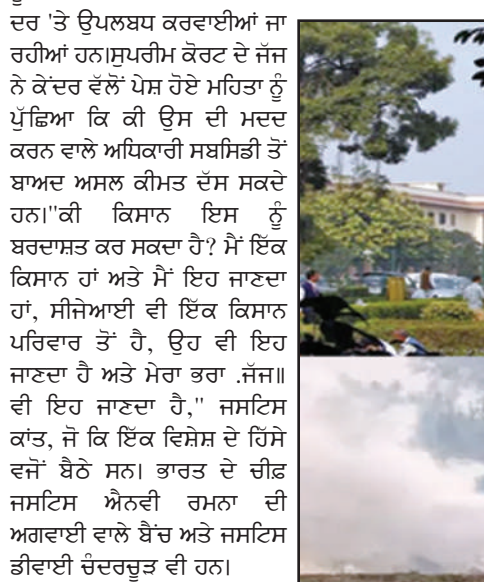 ਦਰ 'ਤੇ ਉਪਲਬਧ ਕਰਵਾਈਆਂ ਜਾ
ਰਹੀਆਂ ਹਨ।ਸੁਪਰੀਮ ਕੋਰਟ ਦੇ ਜੱਜ
ਨੇ ਕੇਂਦਰ ਵੱਲੋਂ ਪੇਸ਼ ਹੋਏ ਮਹਿਤਾ ਨੂੰ
ਪੁੱਛਿਆ ਕਿ ਕੀ ਉਸ ਦੀ ਮਦਦ
ਕਰਨ ਵਾਲੇ ਅਧਿਕਾਰੀ ਸਬਸਿਡੀ ਤੋਂ
ਬਾਅਦ ਅਸਲ ਕੀਮਤ ਦੱਸ ਸਕਦੇ
ਹਨ।"ਕੀ ਕਿਸਾਨ ਇਸ ਨੂੰ
ਬਰਦਾਸ਼ਤ ਕਰ ਸਕਦਾ ਹੈ? ਮੈਂ ਇੱਕ
ਕਿਸਾਨ ਹਾਂ ਅਤੇ ਮੈਂ ਇਹ ਜਾਣਦਾ
ਹਾਂ, ਸੀਜੇਆਈ ਵੀ ਇੱਕ ਕਿਸਾਨ
ਪਰਿਵਾਰ ਤੋਂ ਹੈ, ਉਹ ਵੀ ਇਹ
ਜਾਣਦਾ ਹੈ ਅਤੇ ਮੇਰਾ ਭਰਾ .ਜੱਜ॥
ਵੀ ਇਹ ਜਾਣਦਾ ਹੈ," ਜਸਟਿਸ
ਕਾਂਤ, ਜੋ ਕਿ ਇੱਕ ਵਿਸ਼ੇਸ਼ ਦੇ ਹਿੱਸੇ
ਵਜੋਂ ਬੈਠੇ ਸਨ। ਭਾਰਤ ਦੇ ਚੀਫ਼
ਜਸਟਿਸ ਐਨਵੀ ਰਮਨਾ ਦੀ
ਅਗਵਾਈ ਵਾਲੇ ਬੈਂਚ ਅਤੇ ਜਸਟਿਸ
ਡੀਵਾਈ ਚੰਦਰਚੂੜ ਵੀ ਹਨ।